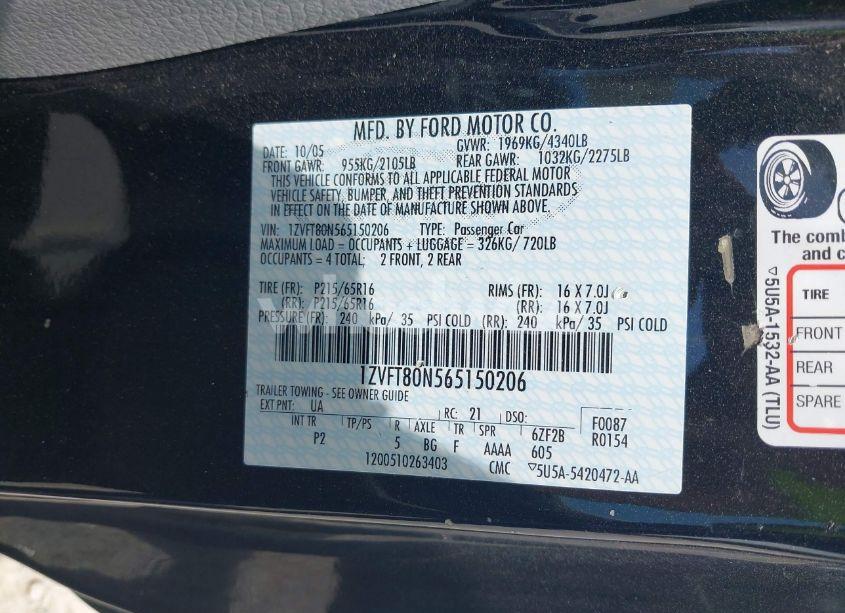 MFD. BY FORD MOTOR CO.
DATE: 10/05 GVWR: 1969KG/4340LB
FRONT GAWR: 955KG/2105LB REAR GAWR: 1032KG/2275LB
THIS VEHICLE CONFORMS TO ALL APPLICABLE FEDERAL MOTOR
VEHICLE SAFETY, BUMPER, AND THEFT PREVENTION STANDARDS
IN EFFECT ON THE DATE OF MANUFACTURE SHOWN ABOVE.
VIN: 1ZVFT80N565150206 TYPE: Passenger Car
MAXIMUM LOAD = OCCUPANTS + LUGGAGE = 326KG/ 720LB
OCCUPANTS = 4 TOTAL; 2 FRONT, 2 REAR
TIRE (FR): P215/65R16 RIMS (FR): 16 X 7.0J
(RR): P215/65R16 (RR): 16 X 7.0J
PRESSURE (FR): 240 kPa/ 35 PSI COLD (RR): 240 kPa/ 35 PSI COLD
1ZVFT80N565150206
TRAILER TOWING - SEE OWNER GUIDE
EXT PNT: UA RC: 21 DSO: F0087
INT TR TP/PS R AXLE TR SPR 6ZF2B R0154
P2 5 BG F AAAA 605
1200510263403 CMC ▽5U5A-5420472-AA
▽5U5A-1532-AA (TLU)
The comb
and c
TIRE
FRONT
REAR
SPARE